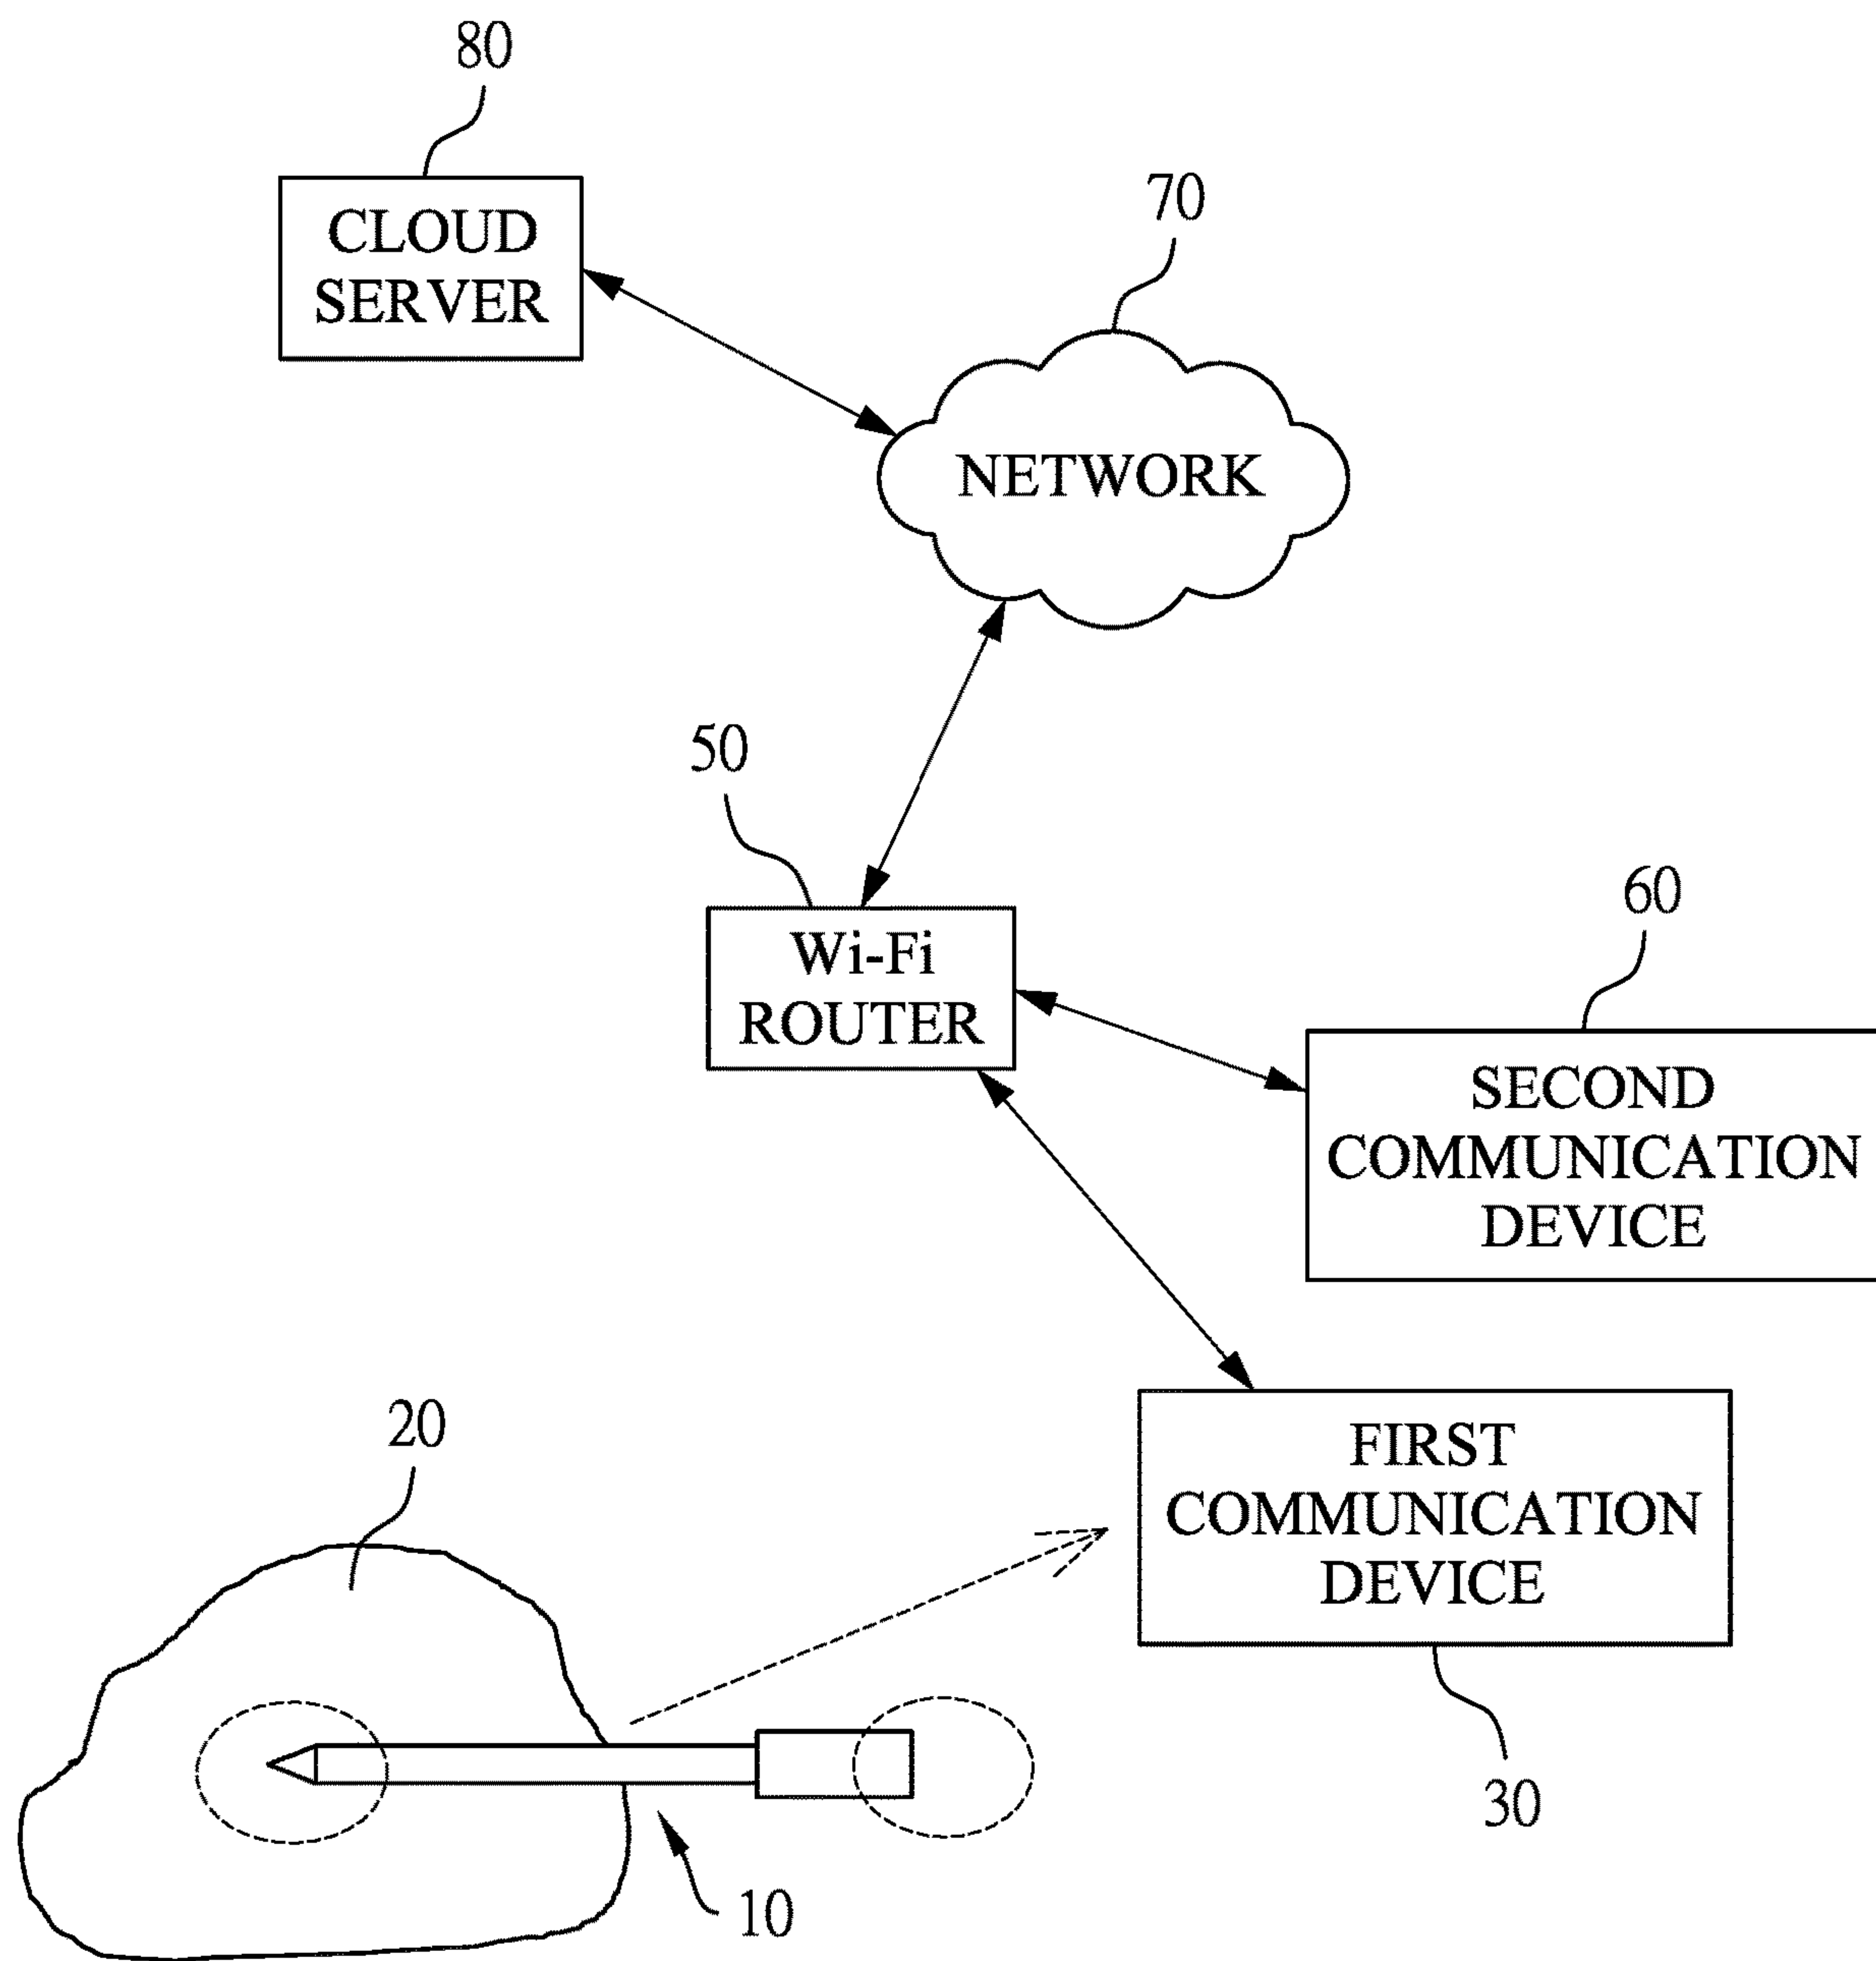 80
CLOUD
SERVER
70
NETWORK
50
Wi-Fi
ROUTER
60
SECOND
COMMUNICATION
DEVICE
20
FIRST
COMMUNICATION
DEVICE
30
10